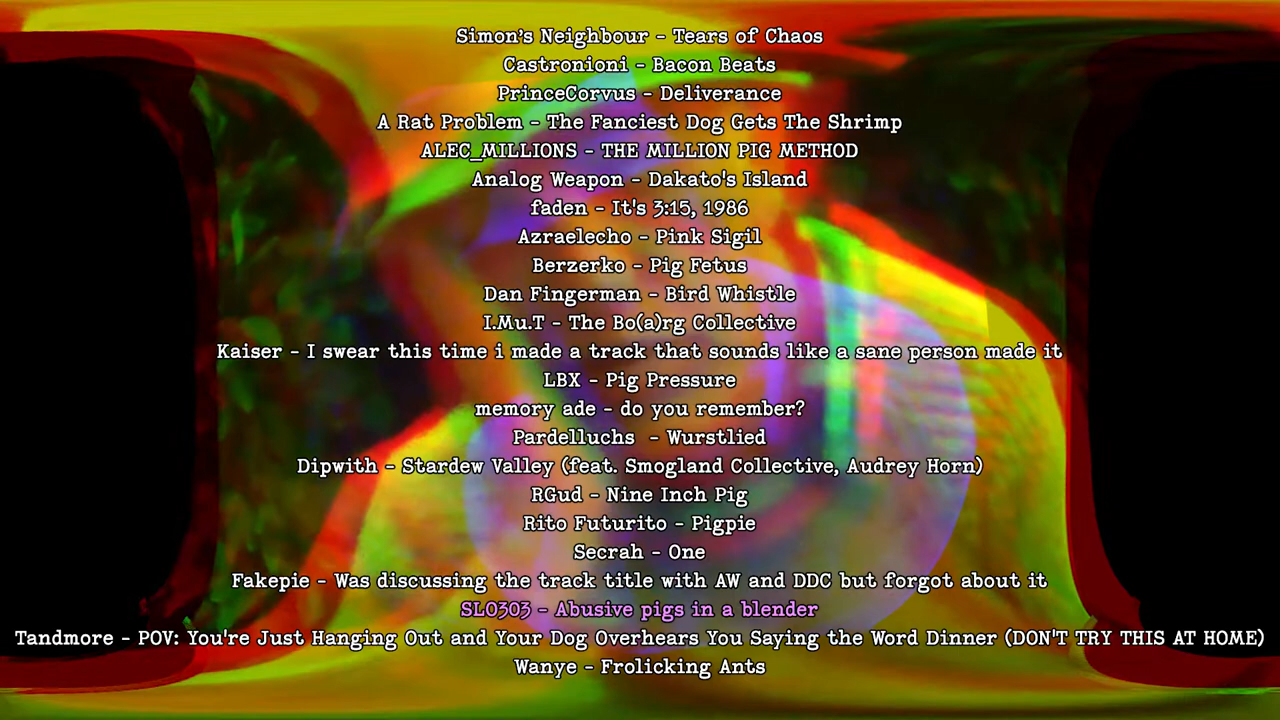 Simon's Neighbour - Tears of Chaos
Castronioni - Bacon Beats
PrinceCorvus - Deliverance
A Rat Problem - The Fanciest Dog Gets The Shrimp
ALEC_MILLIONS - THE MILLION PIG METHOD
Analog Weapon - Dakato's Island
faden - It's 3:15, 1986
Azraelecho - Pink Sigil
Berzerko - Pig Fetus
Dan Fingerman - Bird Whistle
I.Mu.T - The Bo(a)rg Collective
Kaiser - I swear this time i made a track that sounds like a sane person made it
LBX - Pig Pressure
memory ade - do you remember?
Pardelluchs - Wurstlied
Dipwith - Stardew Valley (feat. Smogland Collective, Audrey Horn)
RGud - Nine Inch Pig
Rito Futurito - Pigpie
Secrah - One
Fakepie - Was discussing the track title with AW and DDC but forgot about it
SL0303 - Abusive pigs in a blender
Tandmore - POV: You're Just Hanging Out and Your Dog Overhears You Saying the Word Dinner (DON'T TRY THIS AT HOME)
Wanye - Frolicking Ants